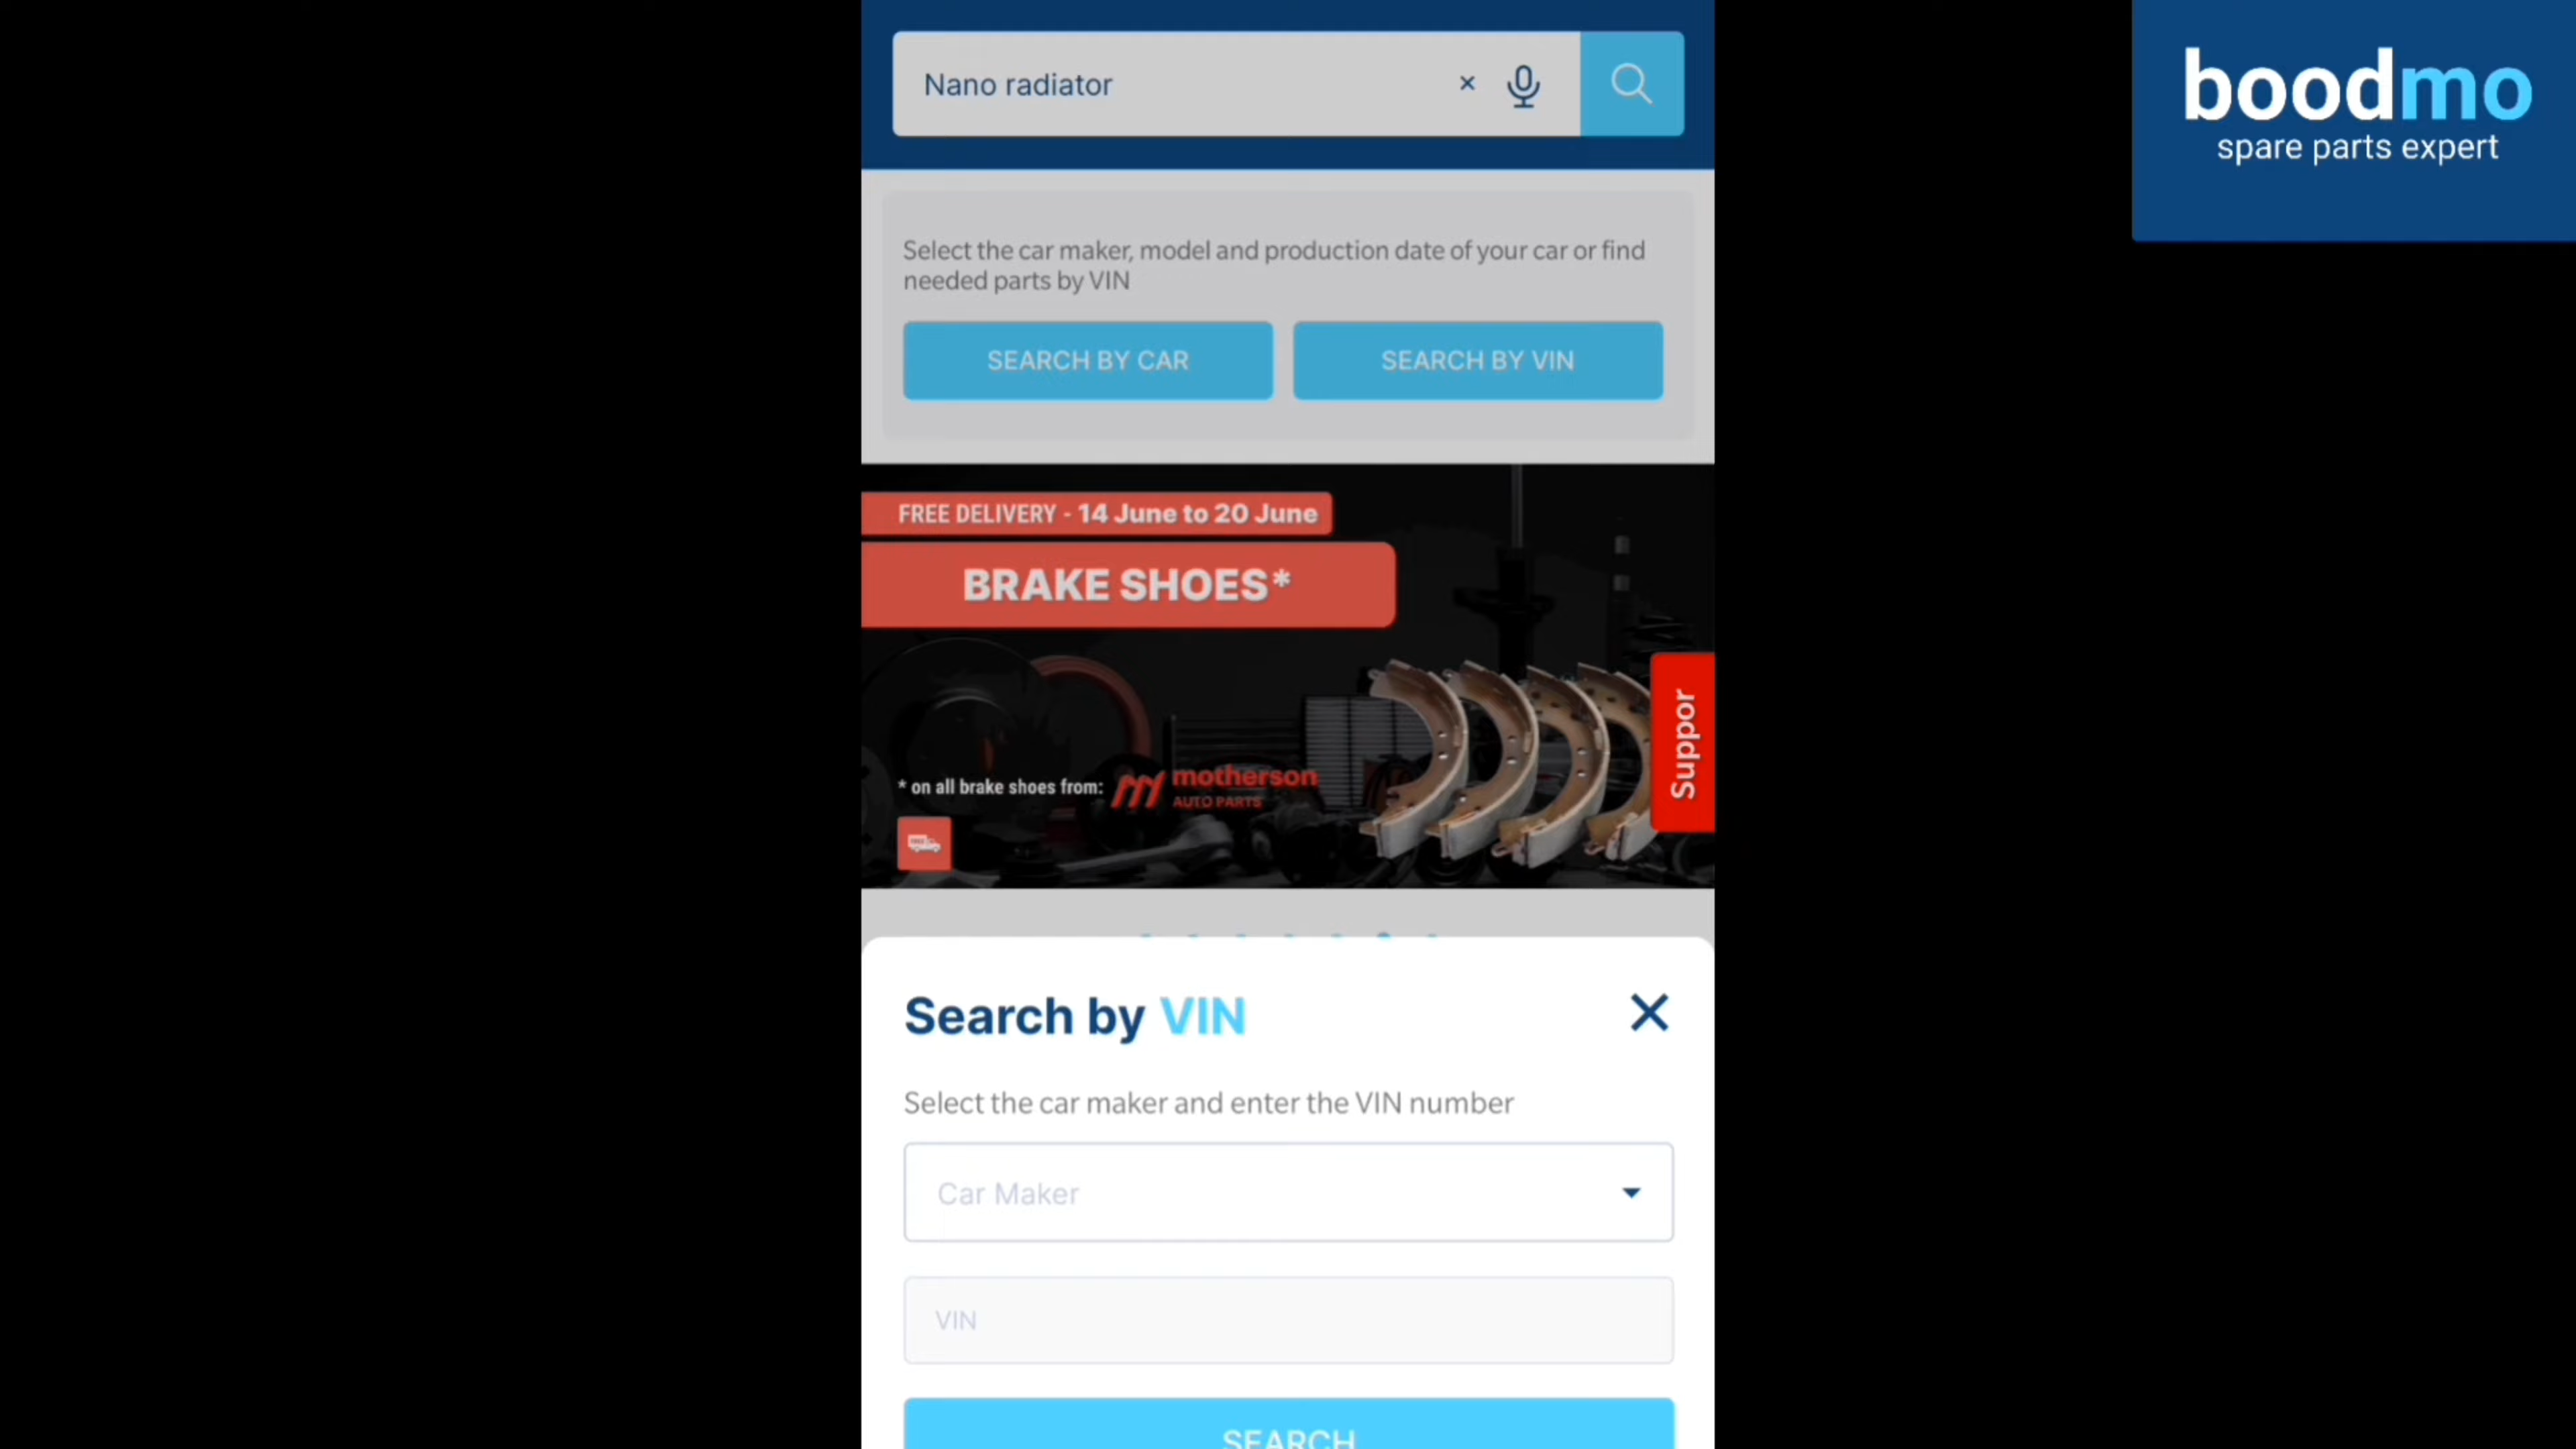 Nano radiator
boodmo
spare parts expert
Select the car maker, model and production date of your car or find
needed parts by VIN
SEARCH BY CAR
SEARCH BY VIN
FREE DELIVERY - 14 June to 20 June
BRAKE SHOES*
Suppor
* on all brake shoes from: motherson
AUTO PARTS
Search by VIN
Select the car maker and enter the VIN number
Car Maker
VIN
SEARCH